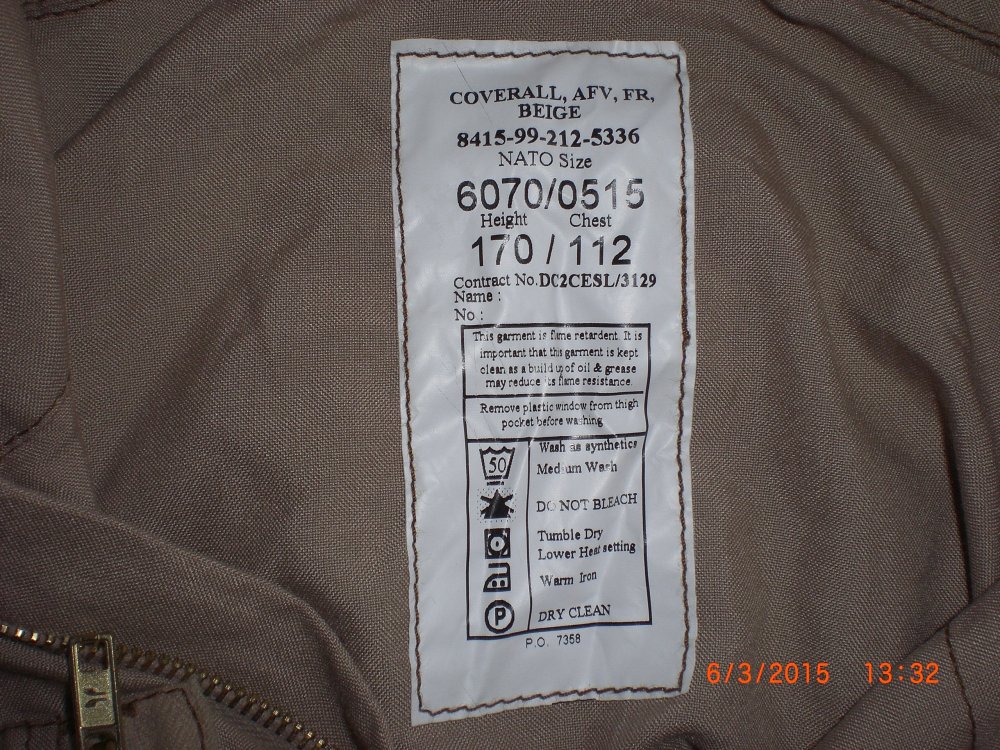 COVERALL, AFV, FR,
BEIGE
8415-99-212-5336
NATO Size
6070/0515
Height Chest
170 / 112
Contract No. DC2CESL/3129
Name :
No :
This garment is flame retardent. It is
important that this garment is kept
clean as a build up of oil & grease
may reduce its flame resistance.
Remove plastic window from thigh
pocket before washing
50
Wash as synthetics
Medium Wash
DO NOT BLEACH
Tumble Dry
Lower Heat setting
Warm Iron
P
DRY CLEAN
P.O. 7358
6/3/2015 13:32